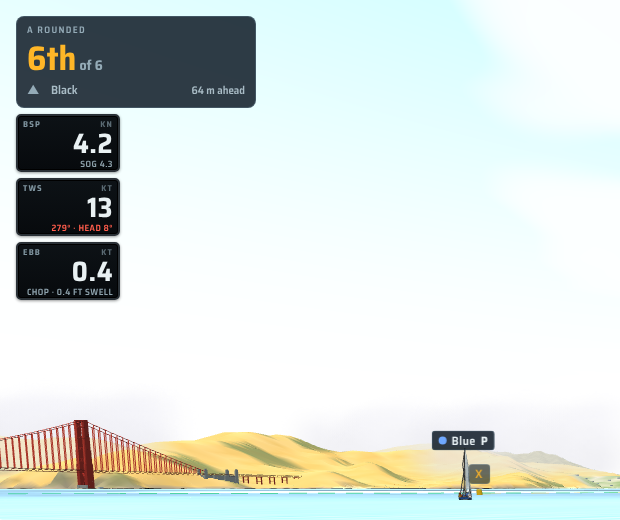 A ROUNDED
6th of 6
Black 64 m ahead
BSP KN
4.2
SOG 4.3
TWS KT
13
279° · HEAD 8°
EBB KT
0.4
CHOP · 0.4 FT SWELL
Blue P
X